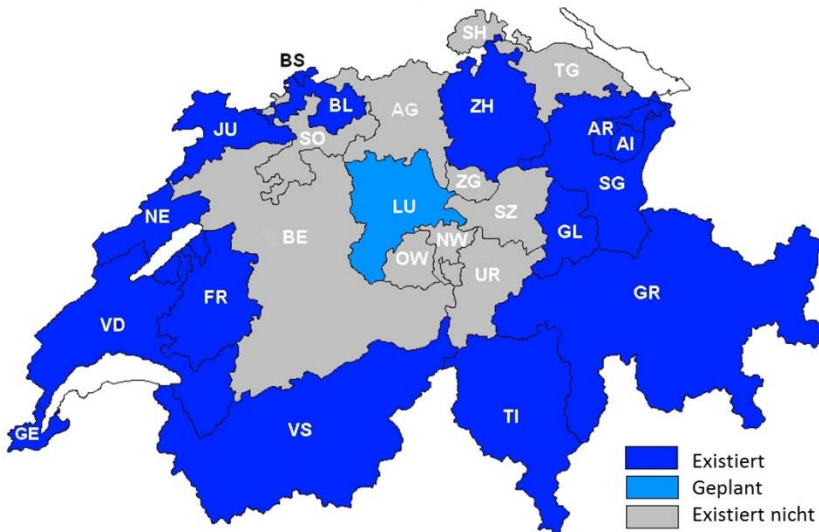 SH
BS
TG
BL
AG
ZH
JU
AR
AI
SO
ZG
SG
LU
NE
SZ
BE
NW
GL
OW
UR
FR
GR
VD
VS
TI
GE
Existiert
Geplant
Existiert nicht